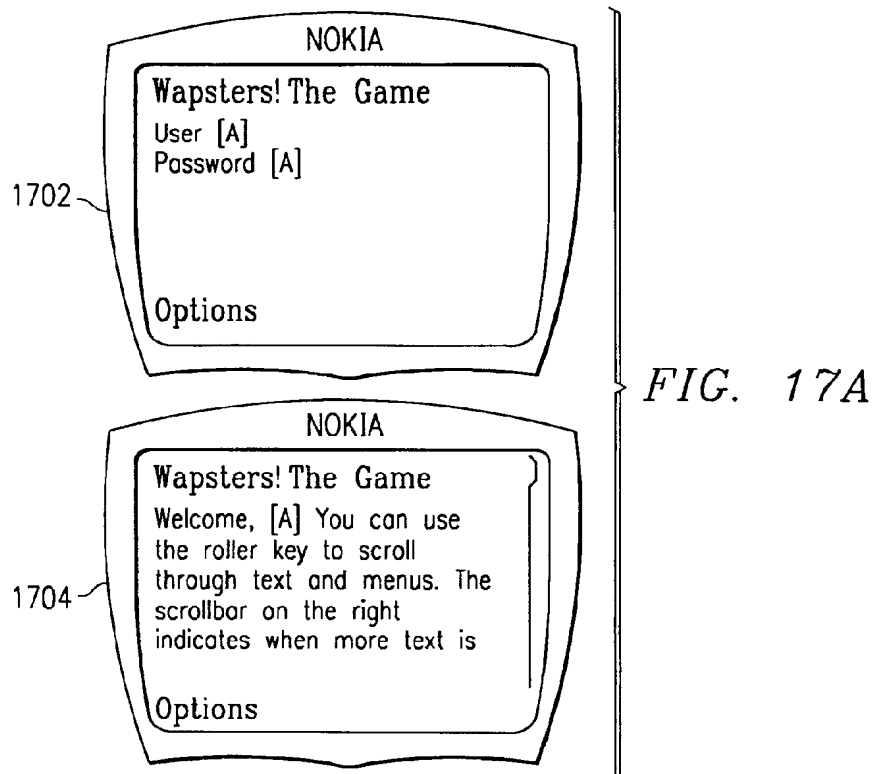 NOKIA
Wapsters! The Game
User [A]
Password [A]
1702
Options
FIG. 17A
NOKIA
Wapsters! The Game
Welcome, [A] You can use
the roller key to scroll
through text and menus. The
scrollbar on the right
indicates when more text is
1704
Options